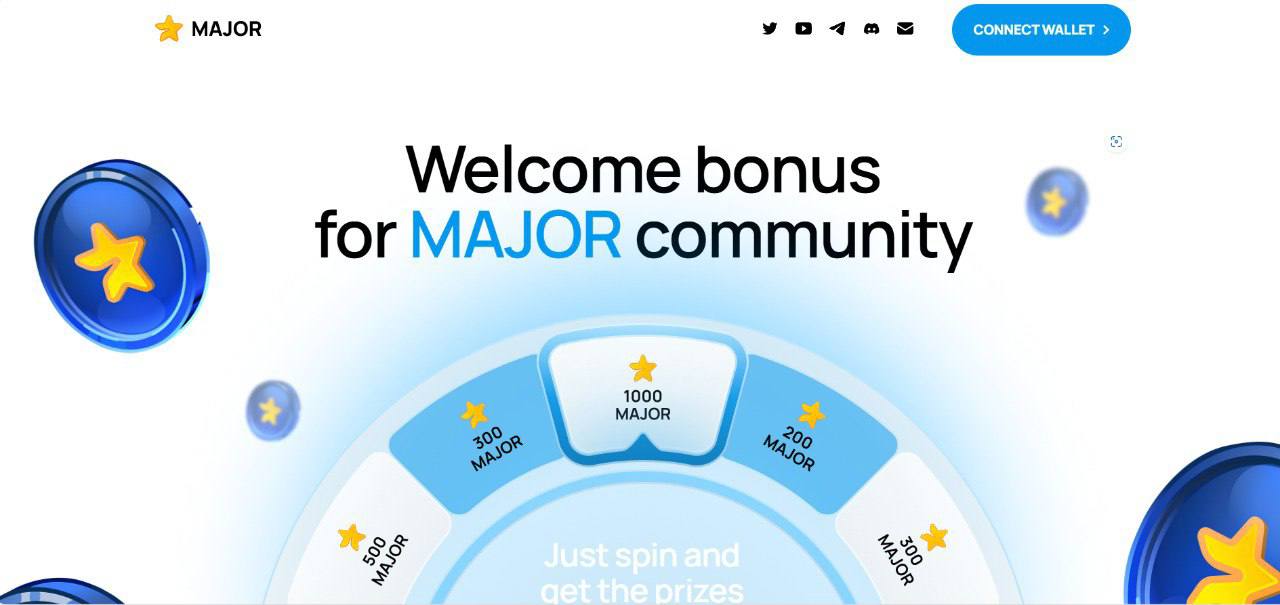 MAJOR
CONNECT WALLET
Welcome bonus
for MAJOR community
1000
MAJOR
300
MAJOR
200
MAJOR
500
MAJOR
300
MAJOR
Just spin and
get the prizes